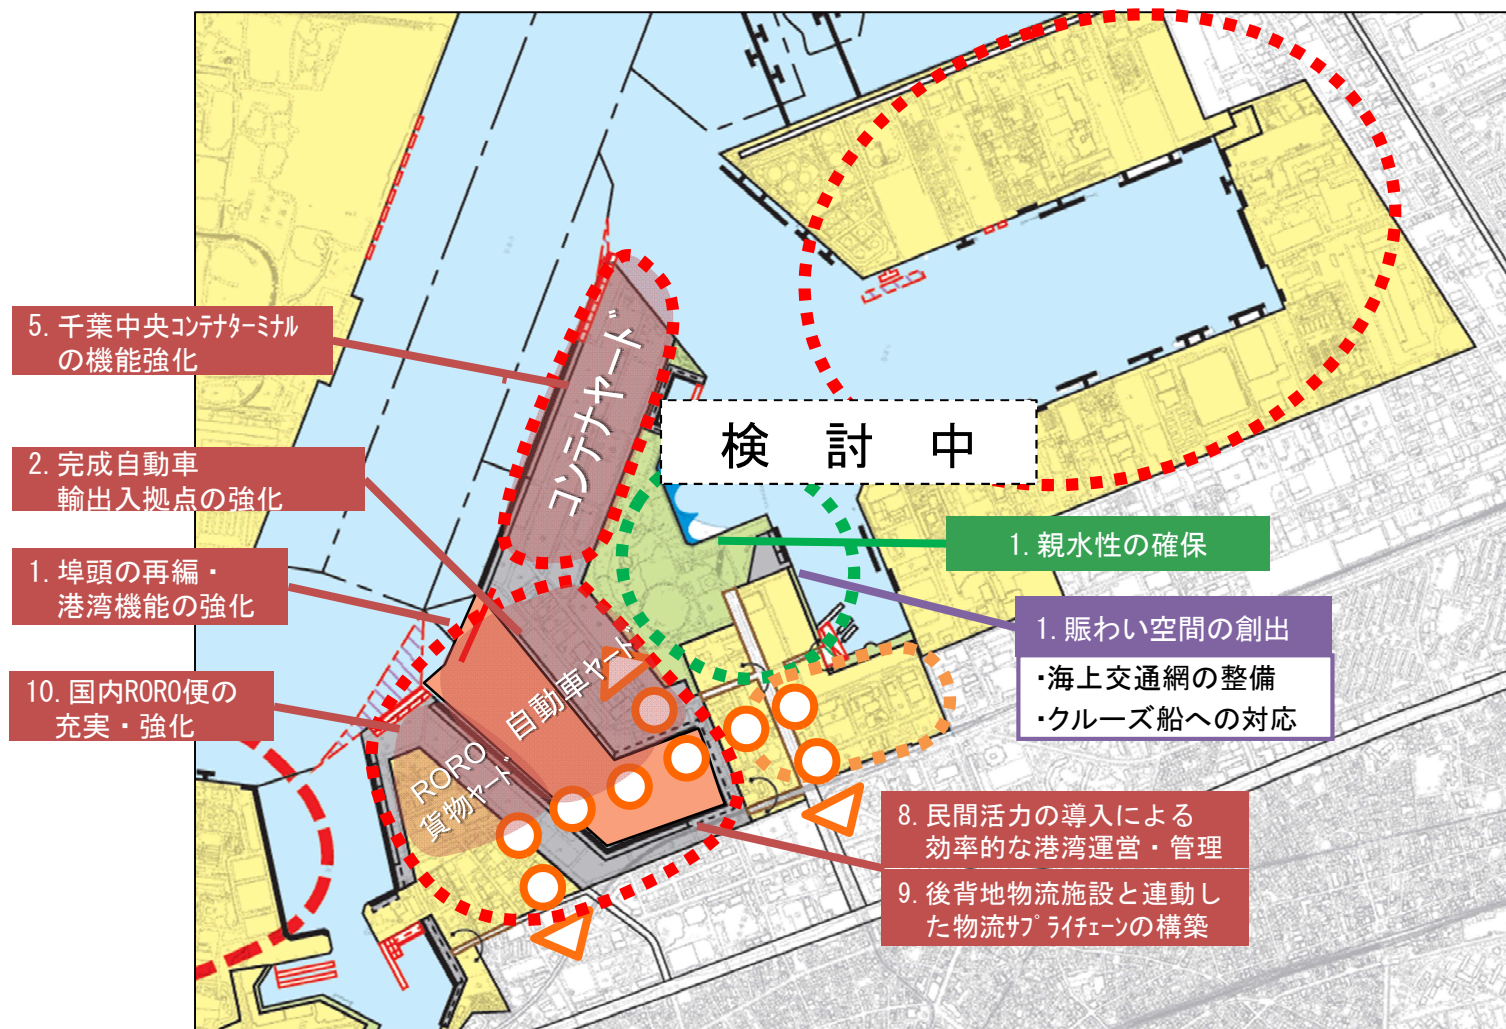 5. 千葉中央ｺﾝﾃﾅﾀｰﾐﾅﾙ
の機能強化
2. 完成自動車
輸出入拠点の強化
1. 埠頭の再編・
港湾機能の強化
10. 国内RORO便の
充実・強化
コンテナヤード
検　討　中
自動車ヤード
RORO
貨物ヤード
1. 親水性の確保
1. 賑わい空間の創出
・海上交通網の整備
・クルーズ船への対応
8. 民間活力の導入による
効率的な港湾運営・管理
9. 後背地物流施設と連動し
た物流ｻﾌﾟﾗｲﾁｪｰﾝの構築